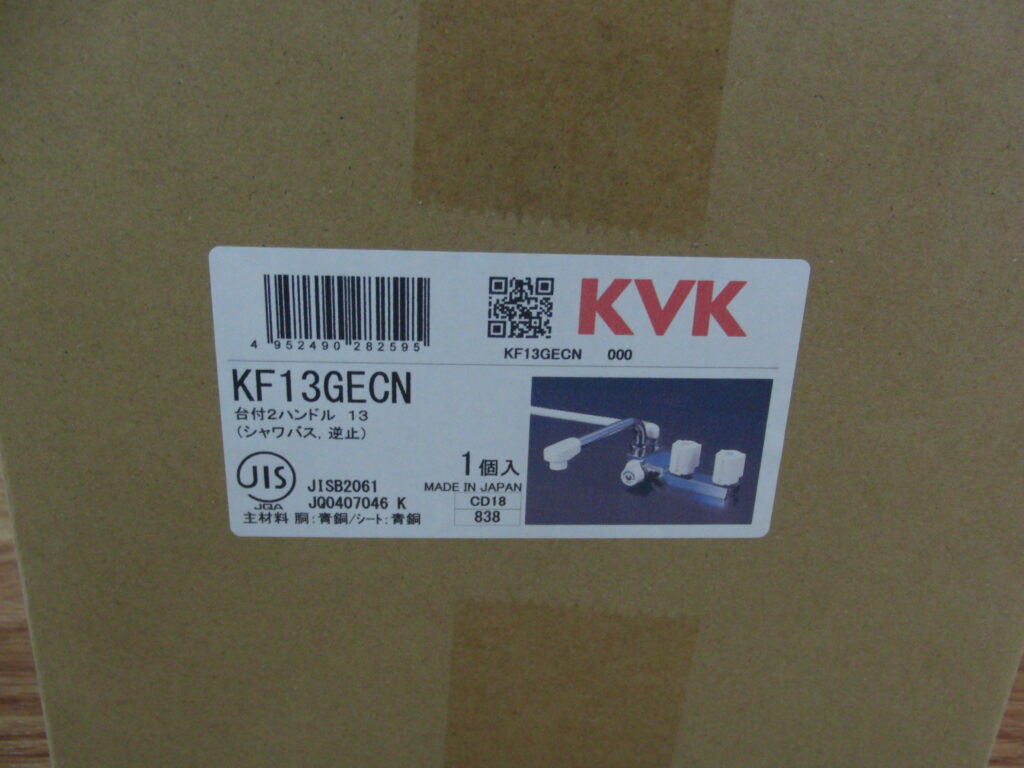 4 952490 282595
KVK
KF13GECN 000
KF13GECN
台付2ハンドル 13
(シャワバス, 逆止)
JIS
JQA
JISB2061
JQ0407046 K
1個入
MADE IN JAPAN
CD18
838
主材料 胴:青銅/シート:青銅